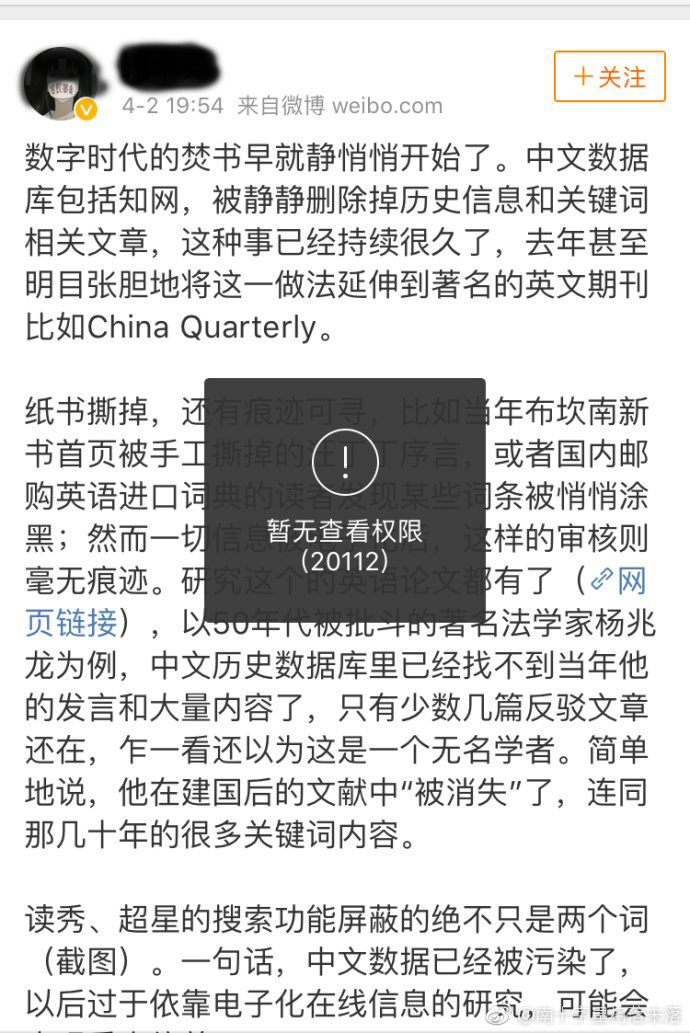 4-2 19:54 来自微博 weibo.com
+关注
数字时代的焚书早就静悄悄开始了。中文数据
库包括知网，被静静删除掉历史信息和关键词
相关文章，这种事已经持续很久了，去年甚至
明目张胆地将这一做法延伸到著名的英文期刊
比如China Quarterly。
纸书撕掉，还有痕迹可寻，比如当年布坎南新
书首页被手工撕掉的汪丁丁序言，或者国内邮
购英语进口词典的读者发现某些词条被悄悄涂
黑；然而一切信息 后，这样的审核则
毫无痕迹。研究这个的英语论文都有了（网
页链接），以50年代被批斗的著名法学家杨兆
龙为例，中文历史数据库里已经找不到当年他
的发言和大量内容了，只有少数几篇反驳文章
还在，乍一看还以为这是一个无名学者。简单
地说，他在建国后的文献中“被消失”了，连同
那几十年的很多关键词内容。
读秀、超星的搜索功能屏蔽的绝不只是两个词
（截图）。一句话，中文数据已经被污染了，
以后过于依靠电子化在线信息的研究，可能会
!
暂无查看权限
(20112)